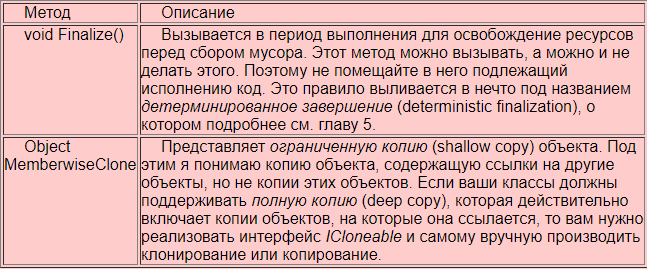 Метод Описание
void Finalize() Вызывается в период выполнения для освобождение ресурсов
перед сбором мусора. Этот метод можно вызывать, а можно и не
делать этого. Поэтому не помещайте в него подлежащий
исполнению код. Это правило выливается в нечто под названием
детерминированное завершение (deterministic finalization), о
котором подробнее см. главу 5.
Object Представляет ограниченную копию (shallow copy) объекта. Под
MemberwiseClone этим я понимаю копию объекта, содержащую ссылки на другие
объекты, но не копии этих объектов. Если ваши классы должны
поддерживать полную копию (deep copy), которая действительно
включает копии объектов, на которые она ссылается, то вам нужно
реализовать интерфейс ICloneable и самому вручную производить
клонирование или копирование.